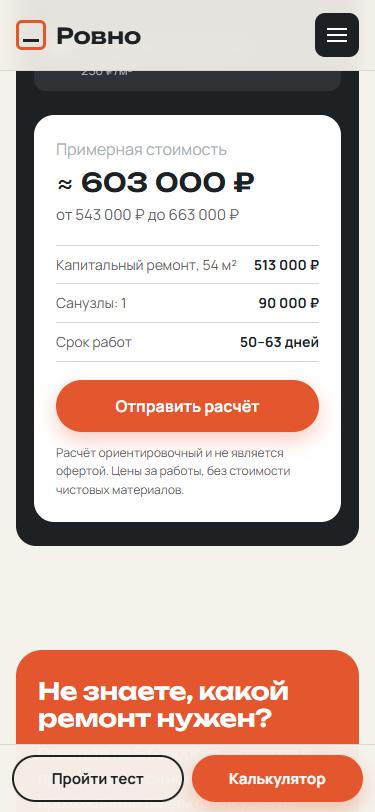 Ровно
250 ₽/м²
Примерная стоимость
≈ 603 000 ₽
от 543 000 ₽ до 663 000 ₽
Капитальный ремонт, 54 м² 513 000 ₽
Санузлы: 1 90 000 ₽
Срок работ 50–63 дней
Отправить расчёт
Расчёт ориентировочный и не является
офертой. Цены за работы, без стоимости
чистовых материалов.
Не знаете, какой
ремонт нужен?
Пройти тест Калькулятор